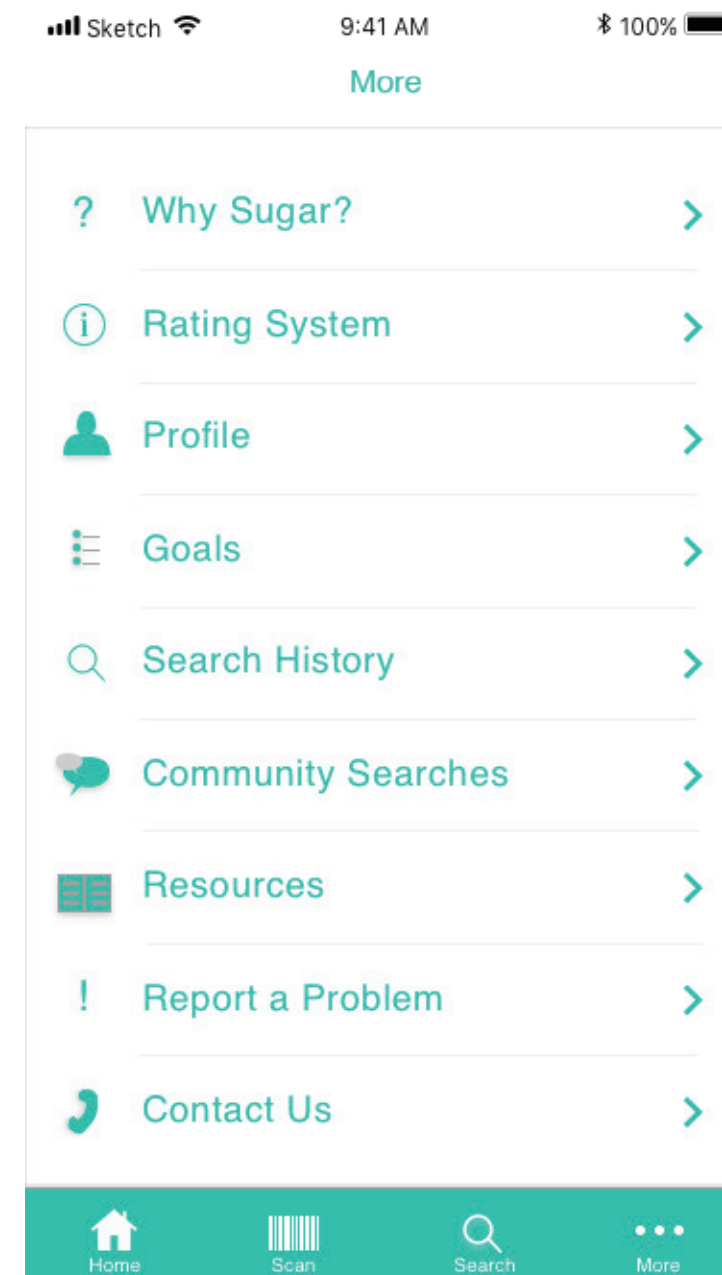 Sketch 9:41 AM 100%
More
? Why Sugar?
i Rating System
Profile
Goals
Search History
Community Searches
Resources
! Report a Problem
Contact Us
Home Scan Search More